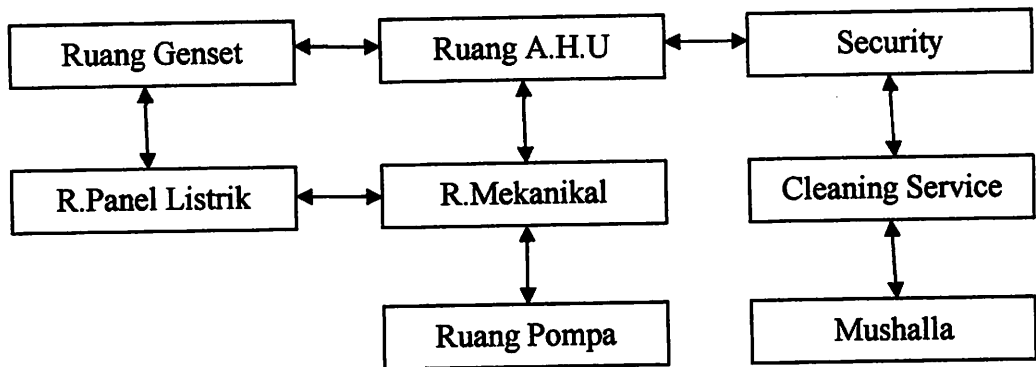 Ruang Genset
Ruang A.H.U
Security
R.Panel Listrik
R.Mekanikal
Cleaning Service
Ruang Pompa
Mushalla